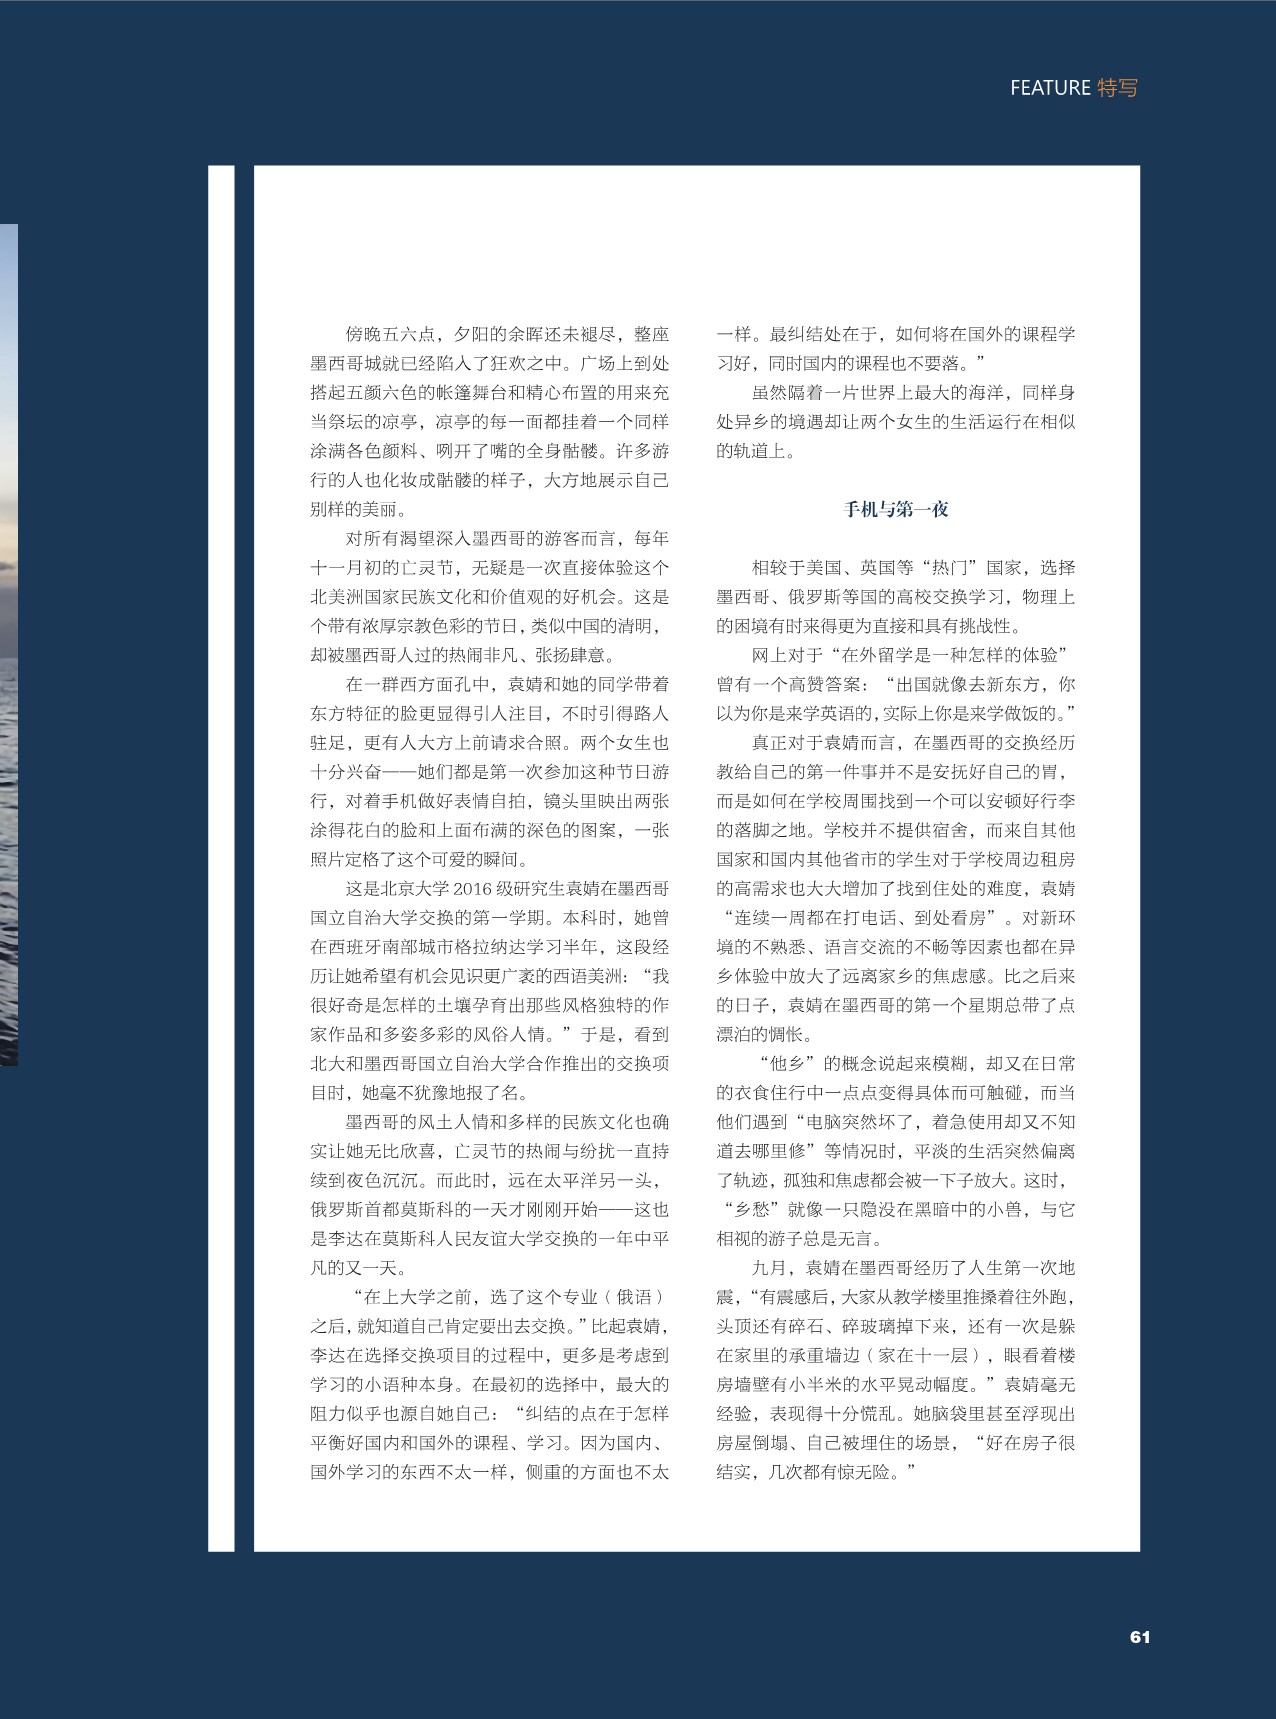 FEATURE 特写
傍晚五六点，夕阳的余晖还未褪尽，整座
墨西哥城就已经陷入了狂欢之中。广场上到处
搭起五颜六色的帐篷舞台和精心布置的用来充
当祭坛的凉亭，凉亭的每一面都挂着一个同样
涂满各色颜料、咧开了嘴的全身骷髅。许多游
行的人也化妆成骷髅的样子，大方地展示自己
别样的美丽。
对所有渴望深入墨西哥的游客而言，每年
十一月初的亡灵节，无疑是一次直接体验这个
北美洲国家民族文化和价值观的好机会。这是
个带有浓厚宗教色彩的节日，类似中国的清明，
却被墨西哥人过的热闹非凡、张扬肆意。
在一群西方面孔中，袁婧和她的同学带着
东方特征的脸更显得引人注目，不时引得路人
驻足，更有人大方上前请求合照。两个女生也
十分兴奋——她们都是第一次参加这种节日游
行，对着手机做好表情自拍，镜头里映出两张
涂得花白的脸和上面布满的深色的图案，一张
照片定格了这个可爱的瞬间。
这是北京大学 2016 级研究生袁婧在墨西哥
国立自治大学交换的第一学期。本科时，她曾
在西班牙南部城市格拉纳达学习半年，这段经
历让她希望有机会见识更广袤的西语美洲：“我
很好奇是怎样的土壤孕育出那些风格独特的作
家作品和多姿多彩的风俗人情。”于是，看到
北大和墨西哥国立自治大学合作推出的交换项
目时，她毫不犹豫地报了名。
墨西哥的风土人情和多样的民族文化也确
实让她无比欣喜，亡灵节的热闹与纷扰一直持
续到夜色沉沉。而此时，远在太平洋另一头，
俄罗斯首都莫斯科的一天才刚刚开始——这也
是李达在莫斯科人民友谊大学交换的一年中平
凡的又一天。
“在上大学之前，选了这个专业（俄语）
之后，就知道自己肯定要出去交换。”比起袁婧，
李达在选择交换项目的过程中，更多是考虑到
学习的小语种本身。在最初的选择中，最大的
阻力似乎也源自她自己：“纠结的点在于怎样
平衡好国内和国外的课程、学习。因为国内、
国外学习的东西不太一样，侧重的方面也不太
一样。最纠结处在于，如何将在国外的课程学
习好，同时国内的课程也不要落。”
虽然隔着一片世界上最大的海洋，同样身
处异乡的境遇却让两个女生的生活运行在相似
的轨道上。
手机与第一夜
相较于美国、英国等“热门”国家，选择
墨西哥、俄罗斯等国的高校交换学习，物理上
的困境有时来得更为直接和具有挑战性。
网上对于“在外留学是一种怎样的体验”
曾有一个高赞答案：“出国就像去新东方，你
以为你是来学英语的，实际上你是来学做饭的。”
真正对于袁婧而言，在墨西哥的交换经历
教给自己的第一件事并不是安抚好自己的胃，
而是如何在学校周围找到一个可以安顿好行李
的落脚之地。学校并不提供宿舍，而来自其他
国家和国内其他省市的学生对于学校周边租房
的高需求也大大增加了找到住处的难度，袁婧
“连续一周都在打电话、到处看房”。对新环
境的不熟悉、语言交流的不畅等因素也都在异
乡体验中放大了远离家乡的焦虑感。比之后来
的日子，袁婧在墨西哥的第一个星期总带了点
漂泊的惆怅。
“他乡”的概念说起来模糊，却又在日常
的衣食住行中一点点变得具体而可触碰，而当
他们遇到“电脑突然坏了，着急使用却又不知
道去哪里修”等情况时，平淡的生活突然偏离
了轨迹，孤独和焦虑都会被一下子放大。这时，
“乡愁”就像一只隐没在黑暗中的小兽，与它
相视的游子总是无言。
九月，袁婧在墨西哥经历了人生第一次地
震，“有震感后，大家从教学楼里推搡着往外跑，
头顶还有碎石、碎玻璃掉下来，还有一次是躲
在家里的承重墙边（家在十一层），眼看着楼
房墙壁有小半米的水平晃动幅度。”袁婧毫无
经验，表现得十分慌乱。她脑袋里甚至浮现出
房屋倒塌、自己被埋住的场景，“好在房子很
结实，几次都有惊无险。”
61